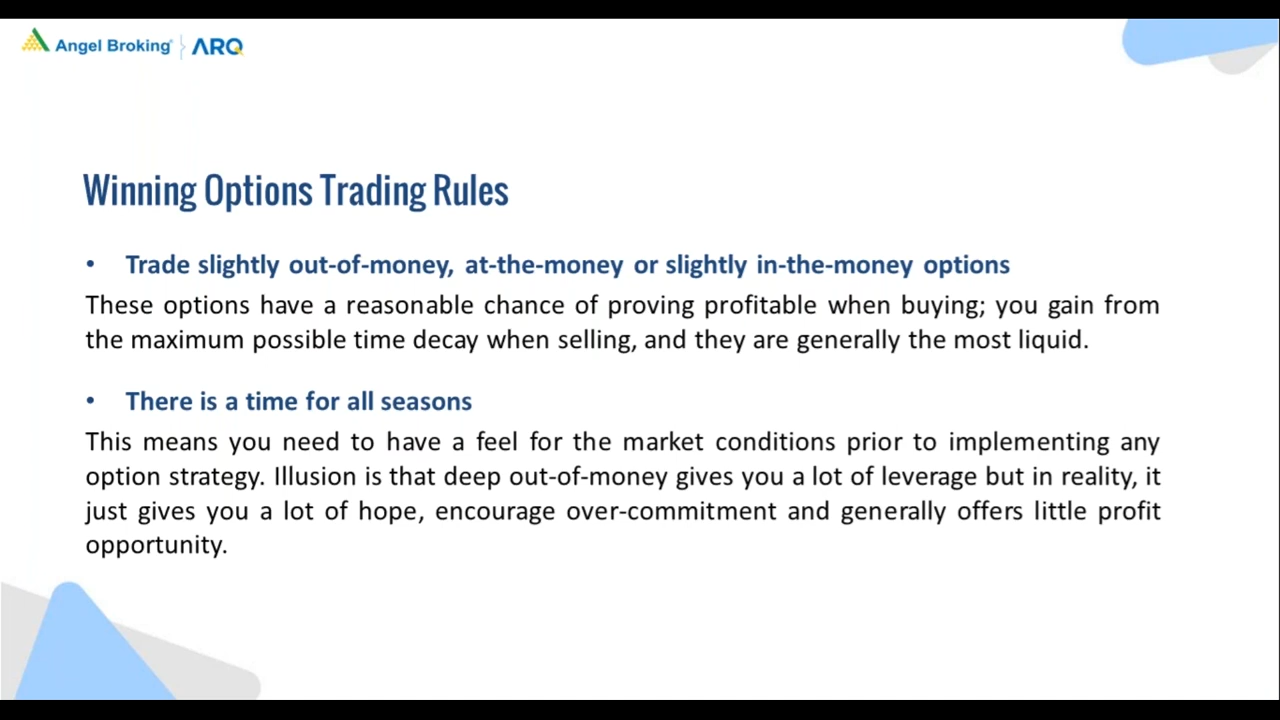 Angel Broking ARQ
Winning Options Trading Rules
• Trade slightly out-of-money, at-the-money or slightly in-the-money options
These options have a reasonable chance of proving profitable when buying; you gain from
the maximum possible time decay when selling, and they are generally the most liquid.
• There is a time for all seasons
This means you need to have a feel for the market conditions prior to implementing any
option strategy. Illusion is that deep out-of-money gives you a lot of leverage but in reality, it
just gives you a lot of hope, encourage over-commitment and generally offers little profit
opportunity.